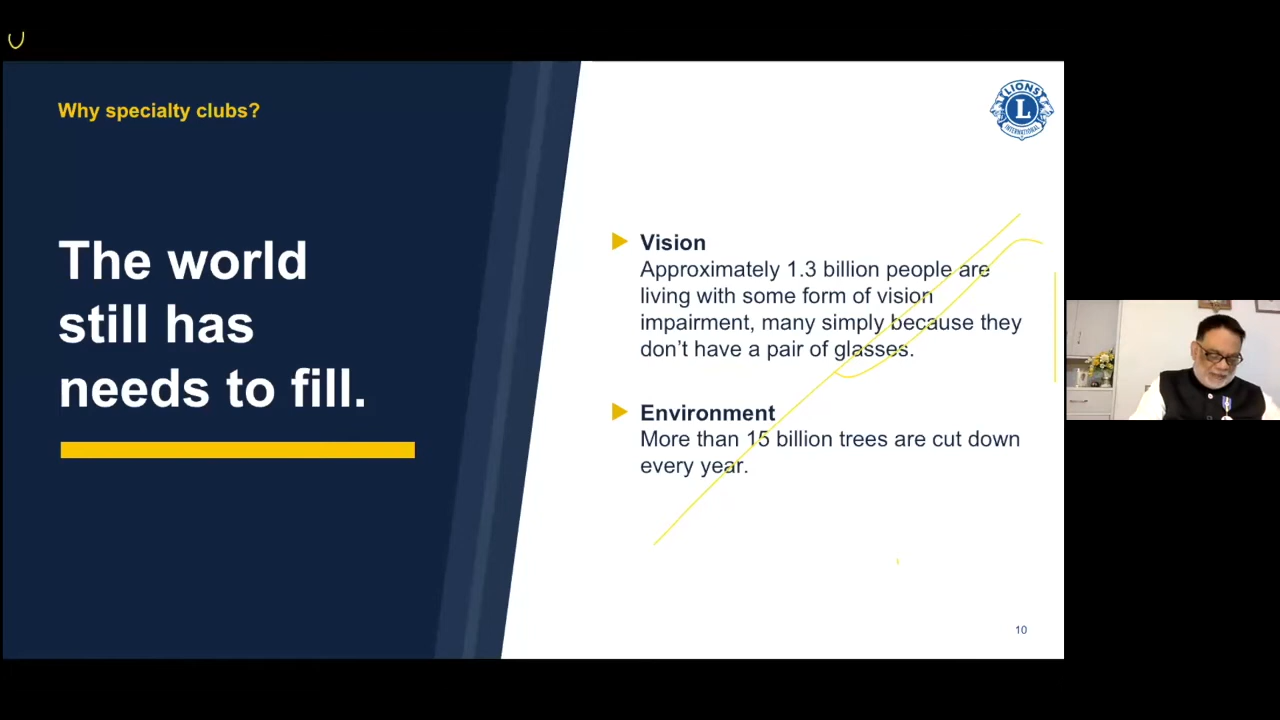 Why specialty clubs?
The world
still has
needs to fill.
LIONS
L
INTERNATIONAL
Vision
Approximately 1.3 billion people are
living with some form of vision
impairment, many simply because they
don’t have a pair of glasses.
Environment
More than 15 billion trees are cut down
every year.
10